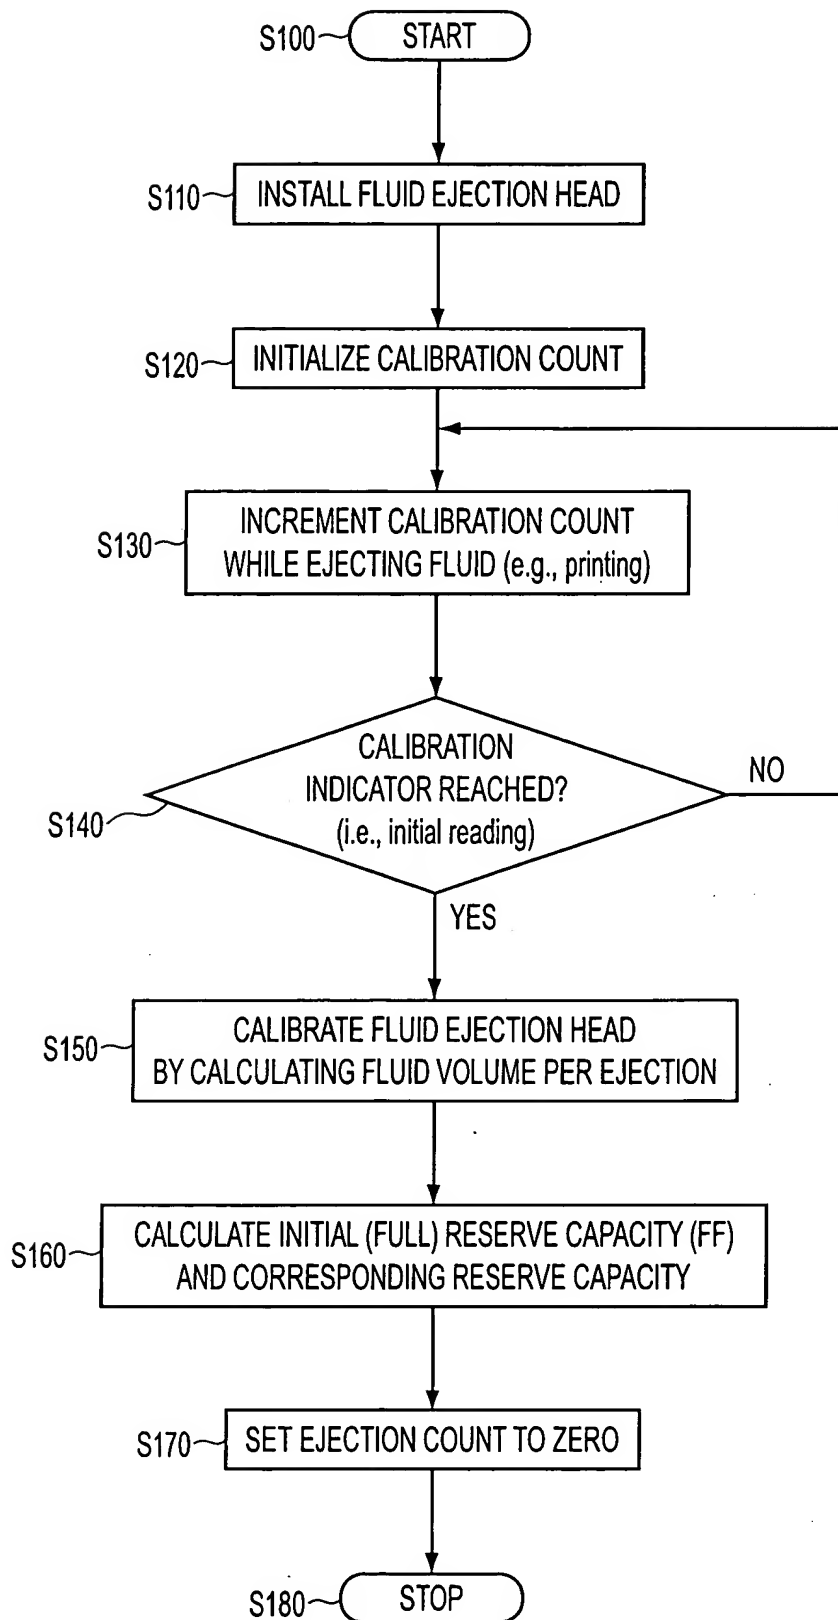 S100
START
S110
INSTALL FLUID EJECTION HEAD
S120
INITIALIZE CALIBRATION COUNT
S130
INCREMENT CALIBRATION COUNT
WHILE EJECTING FLUID (e.g., printing)
S140
CALIBRATION
INDICATOR REACHED?
(i.e., initial reading)
NO
YES
S150
CALIBRATE FLUID EJECTION HEAD
BY CALCULATING FLUID VOLUME PER EJECTION
S160
CALCULATE INITIAL (FULL) RESERVE CAPACITY (FF)
AND CORRESPONDING RESERVE CAPACITY
S170
SET EJECTION COUNT TO ZERO
S180
STOP